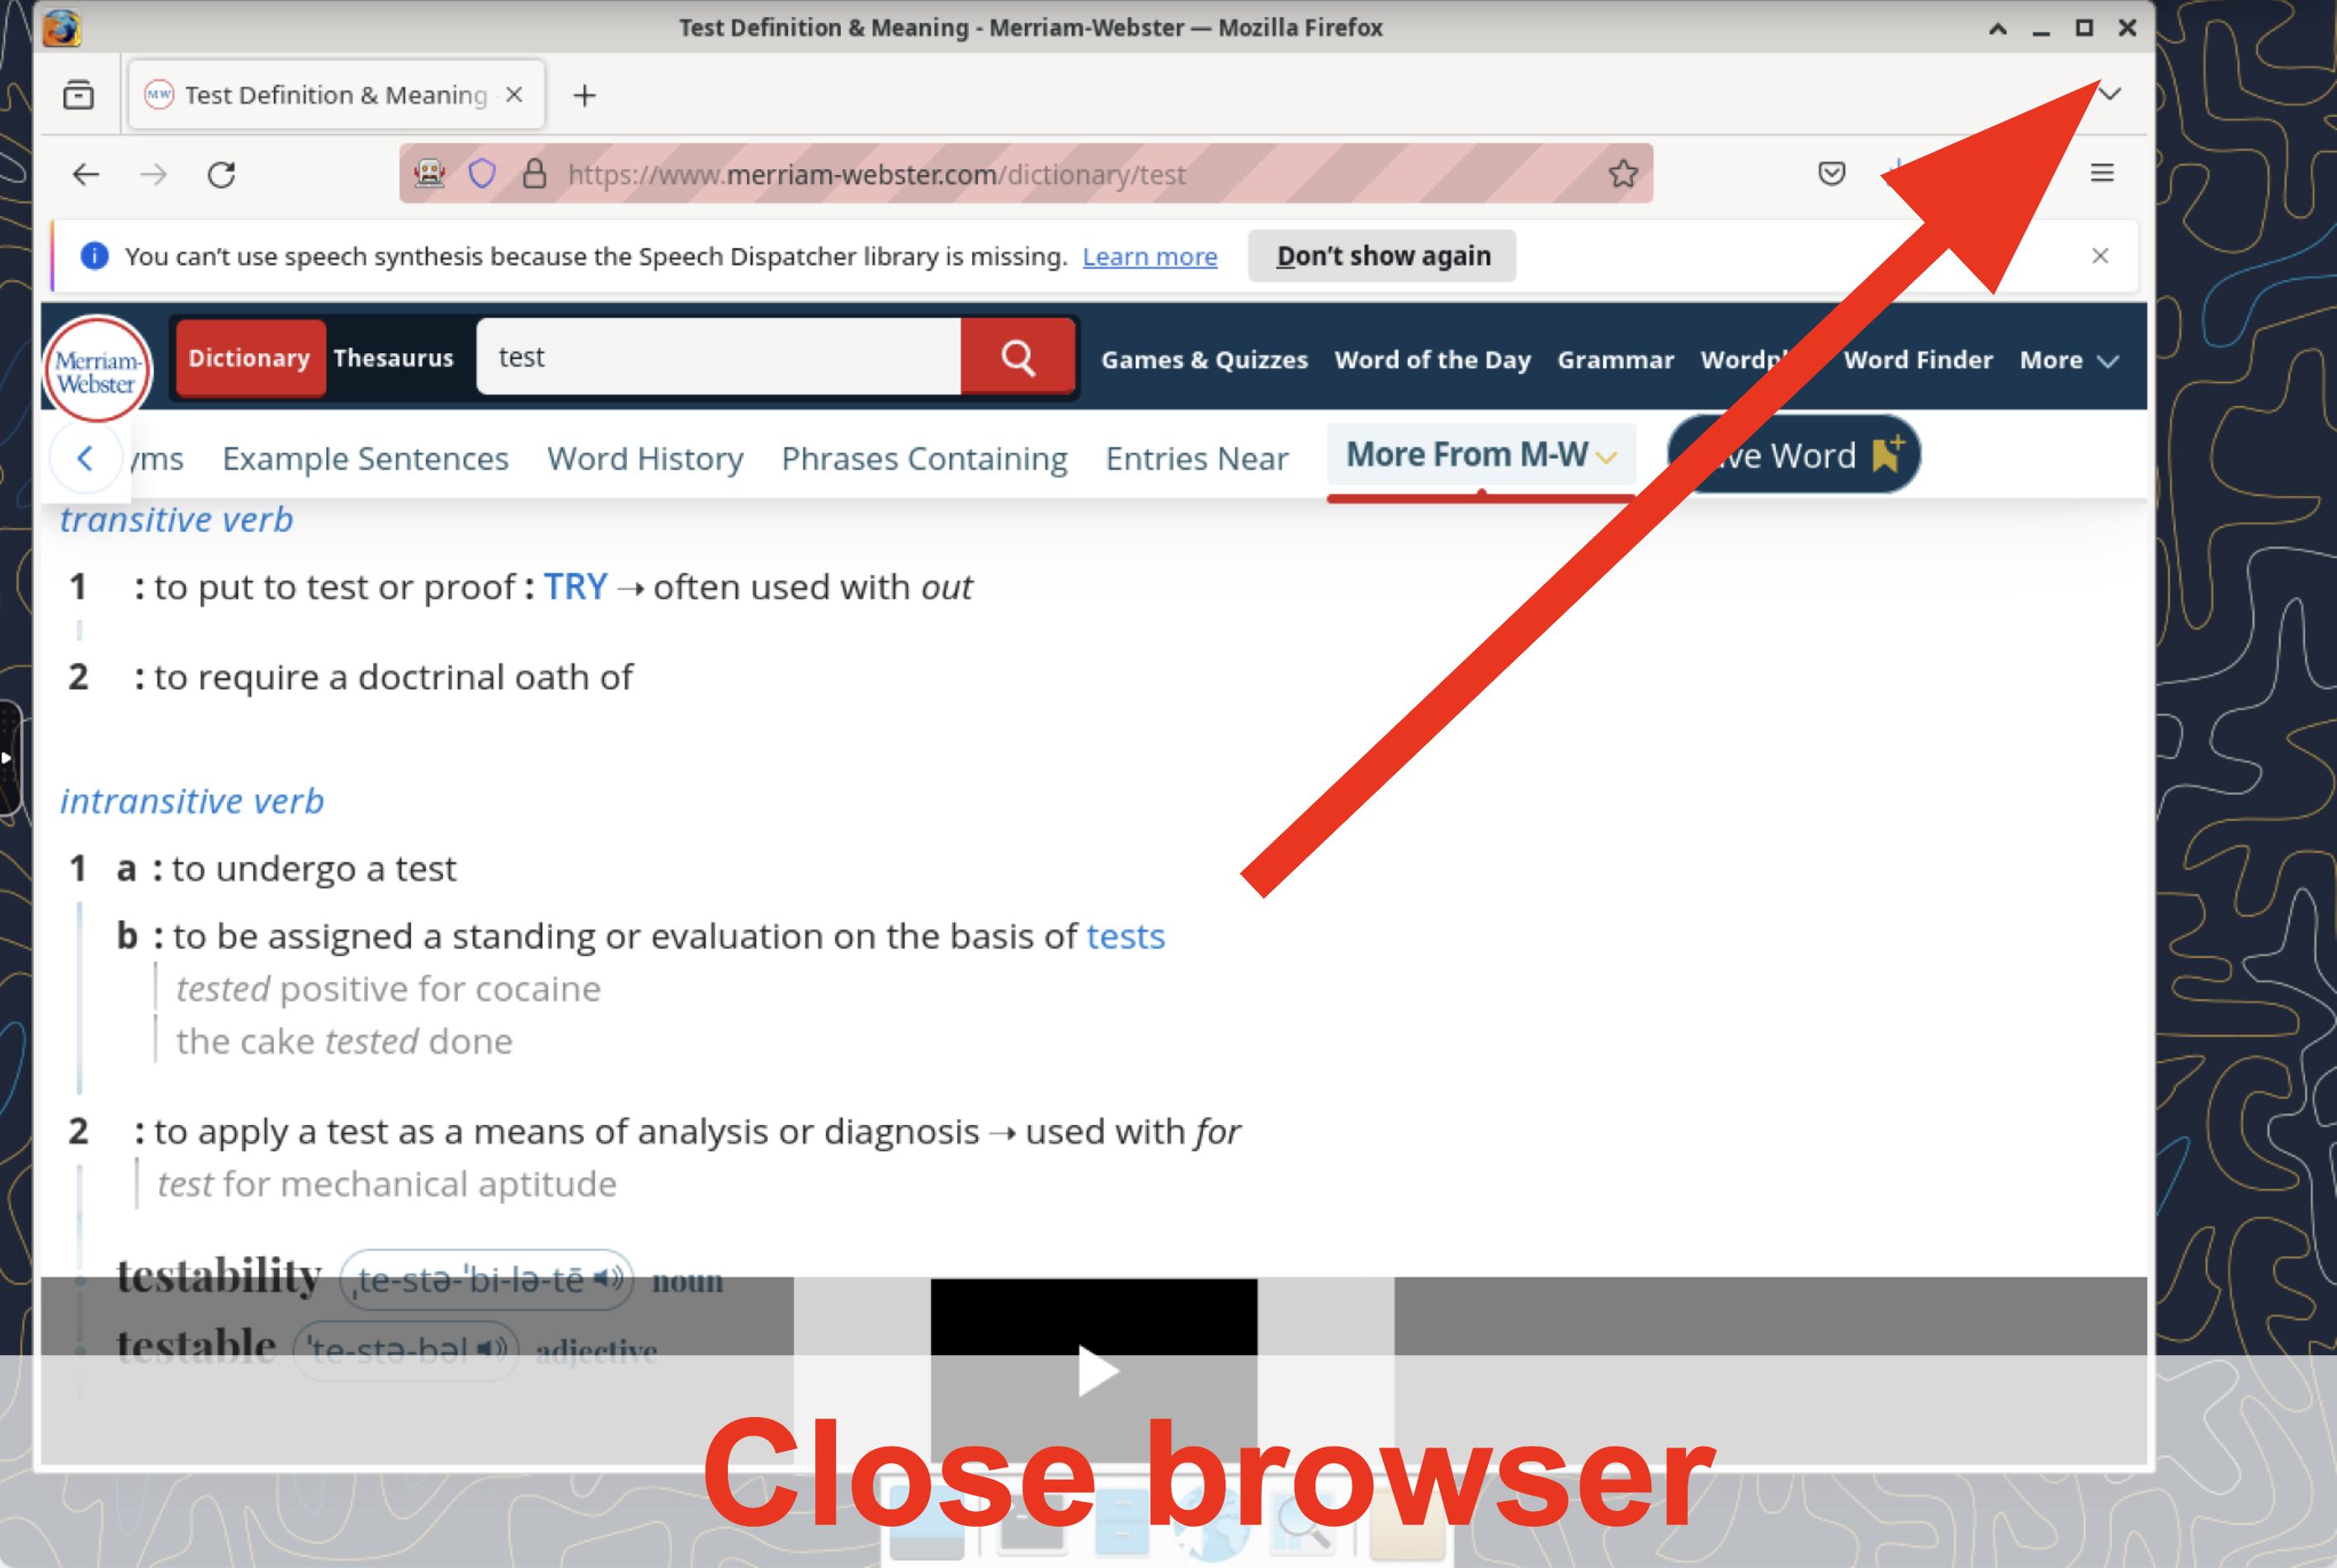 Test Definition & Meaning - Merriam-Webster — Mozilla Firefox
MW Test Definition & Meaning
https://www.merriam-webster.com/dictionary/test
You can't use speech synthesis because the Speech Dispatcher library is missing. Learn more Don't show again
Merriam-
Webster
Dictionary Thesaurus test Games & Quizzes Word of the Day Grammar Word Finder More
Example Sentences Word History Phrases Containing Entries Near More From M-W Word
transitive verb
1 : to put to test or proof : TRY → often used with out
2 : to require a doctrinal oath of
intransitive verb
1 a : to undergo a test
b : to be assigned a standing or evaluation on the basis of tests
tested positive for cocaine
the cake tested done
2 : to apply a test as a means of analysis or diagnosis → used with for
test for mechanical aptitude
testability ˌte-stə-ˈbi-lə-tē noun
testable ˈte-stə-bəl adjective
Close browser